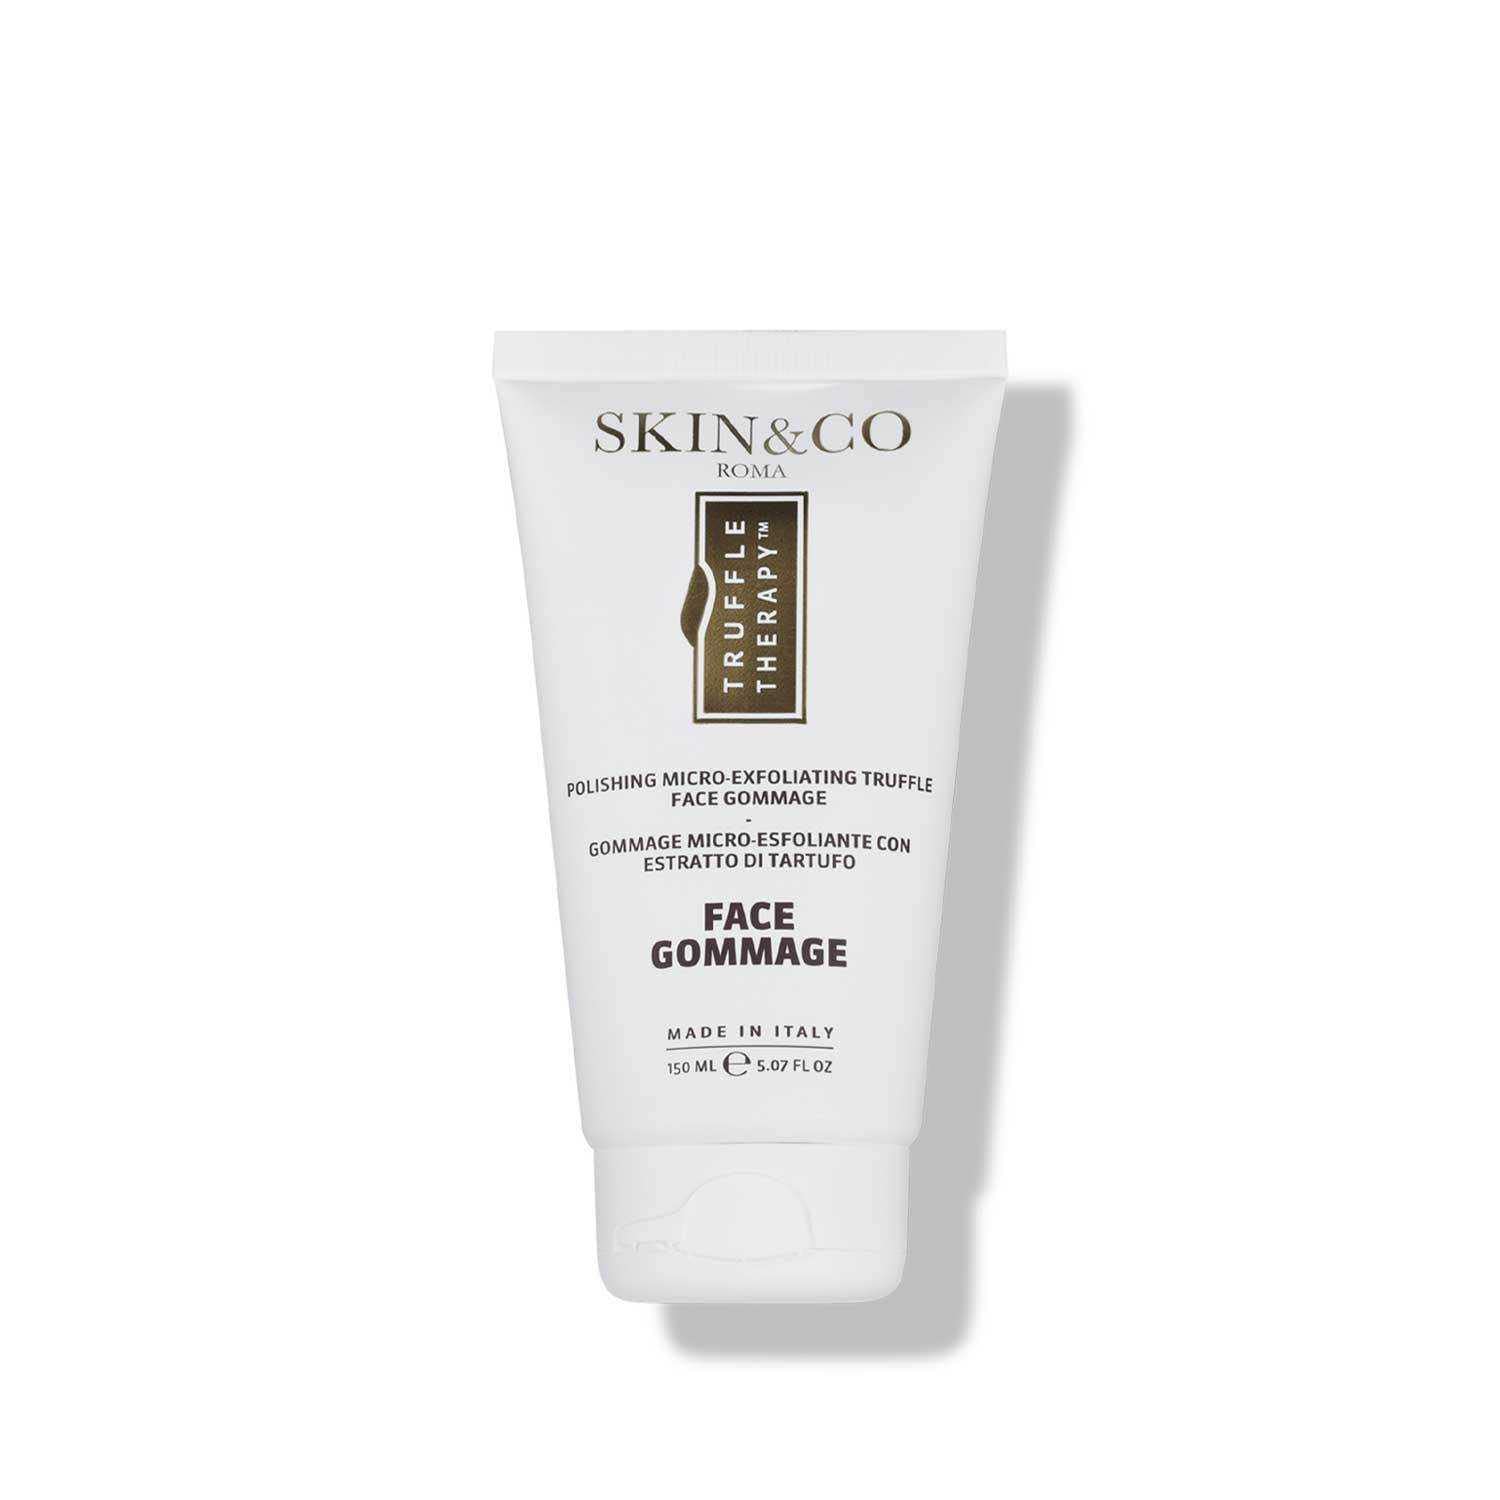 SKIN&CO
ROMA
TRUFFLE
THERAPY™
POLISHING MICRO-EXFOLIATING TRUFFLE
FACE GOMMAGE
-
GOMMAGE MICRO-ESFOLIANTE CON
ESTRATTO DI TARTUFO
FACE
GOMMAGE
MADE IN ITALY
150 ML ℮ 5.07 FL OZ